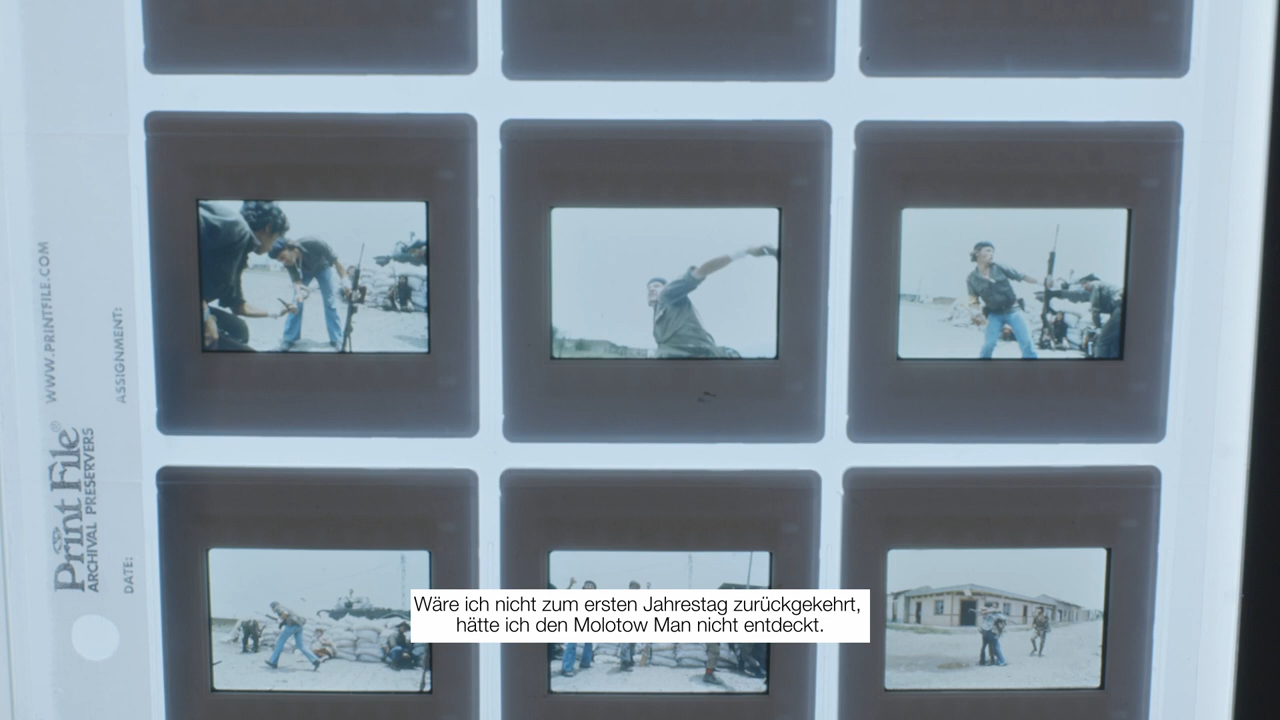 WWW.PRINTFILE.COM
ASSIGNMENT:
Print File®
ARCHIVAL PRESERVERS
DATE:
Wäre ich nicht zum ersten Jahrestag zurückgekehrt,
hätte ich den Molotow Man nicht entdeckt.